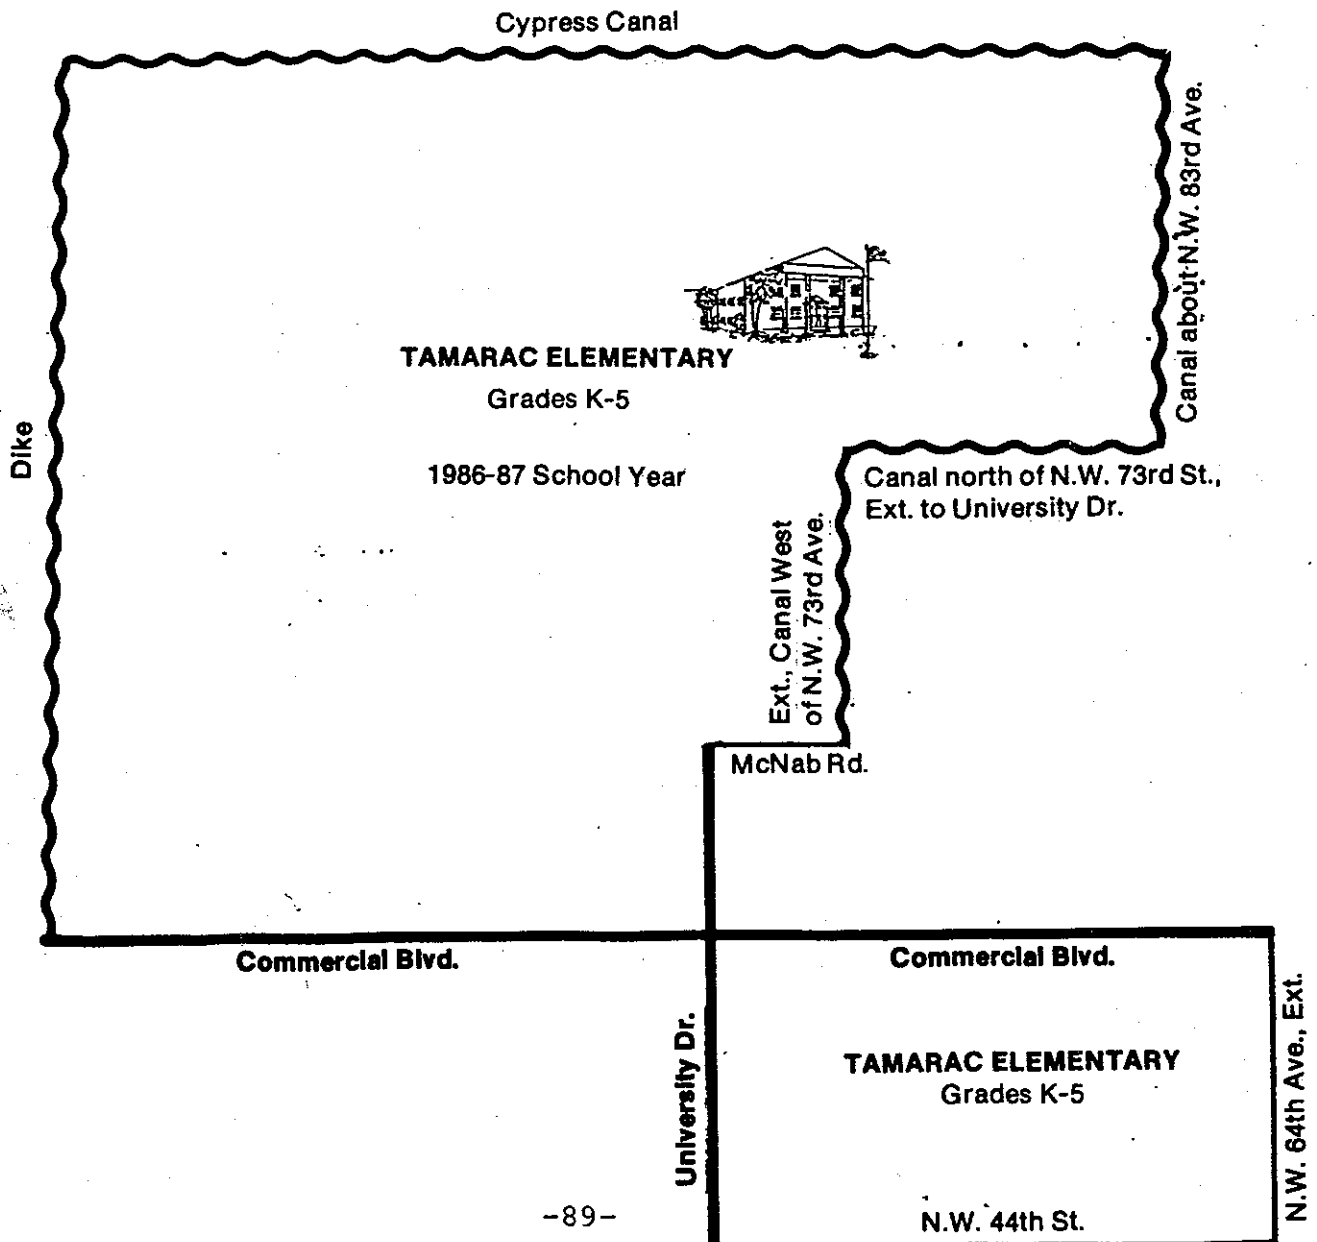 Cypress Canal
Canal about N.W. 83rd Ave.
TAMARAC ELEMENTARY
Grades K-5
Dike
1986-87 School Year
Canal north of N.W. 73rd St.,
Ext. to University Dr.
Ext., Canal West
of N.W. 73rd Ave.
McNab Rd.
Commercial Blvd.
Commercial Blvd.
University Dr.
TAMARAC ELEMENTARY
Grades K-5
N.W. 64th Ave., Ext.
N.W. 44th St.
-89-